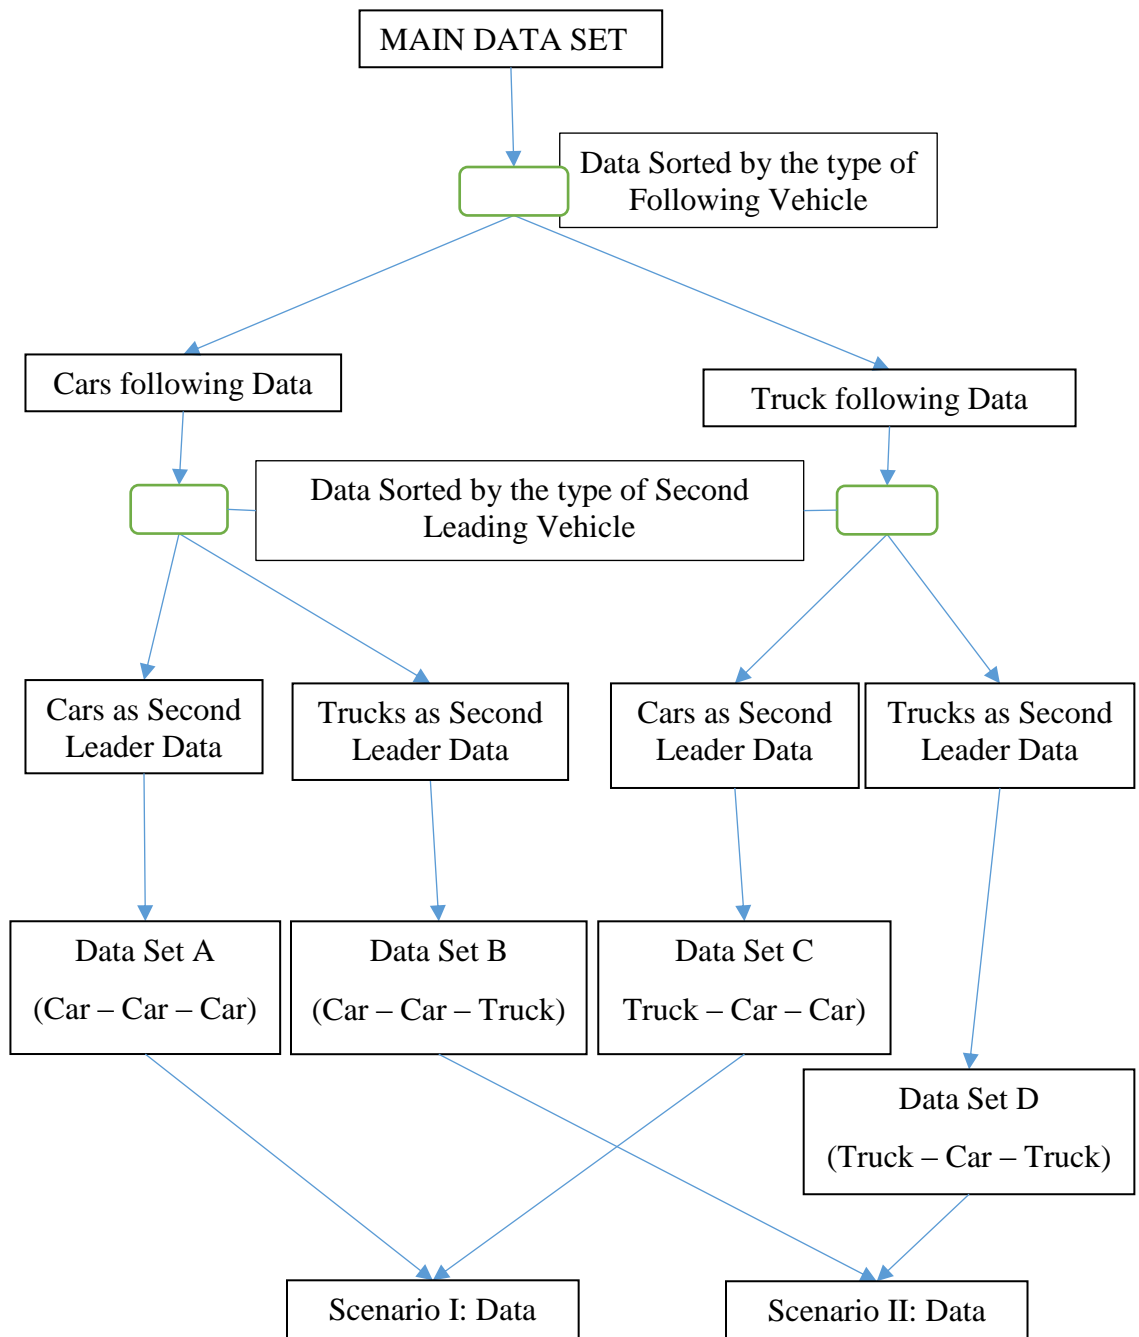 MAIN DATA SET
Data Sorted by the type of
Following Vehicle
Cars following Data
Truck following Data
Data Sorted by the type of Second
Leading Vehicle
Cars as Second
Leader Data
Trucks as Second
Leader Data
Cars as Second
Leader Data
Trucks as Second
Leader Data
Data Set A
(Car – Car – Car)
Data Set B
(Car – Car – Truck)
Data Set C
Truck – Car – Car)
Data Set D
(Truck – Car – Truck)
Scenario I: Data
Scenario II: Data